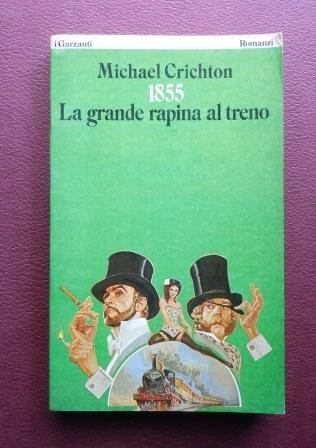 i Garzanti Romanzi
Michael Crichton
1855
La grande rapina al treno